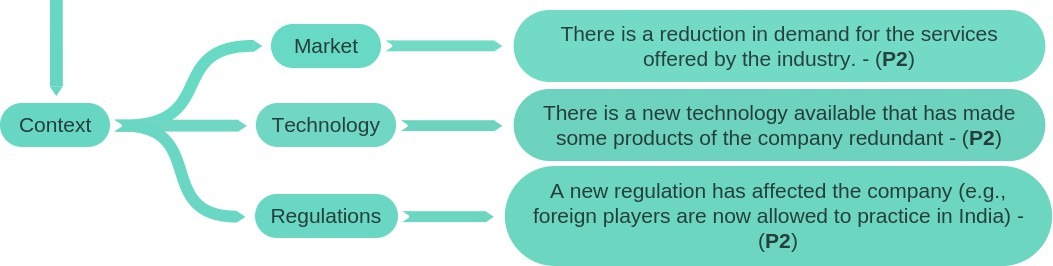 Market
There is a reduction in demand for the services
offered by the industry. - (P2)
Context
Technology
There is a new technology available that has made
some products of the company redundant - (P2)
Regulations
A new regulation has affected the company (e.g.,
foreign players are now allowed to practice in India) -
(P2)